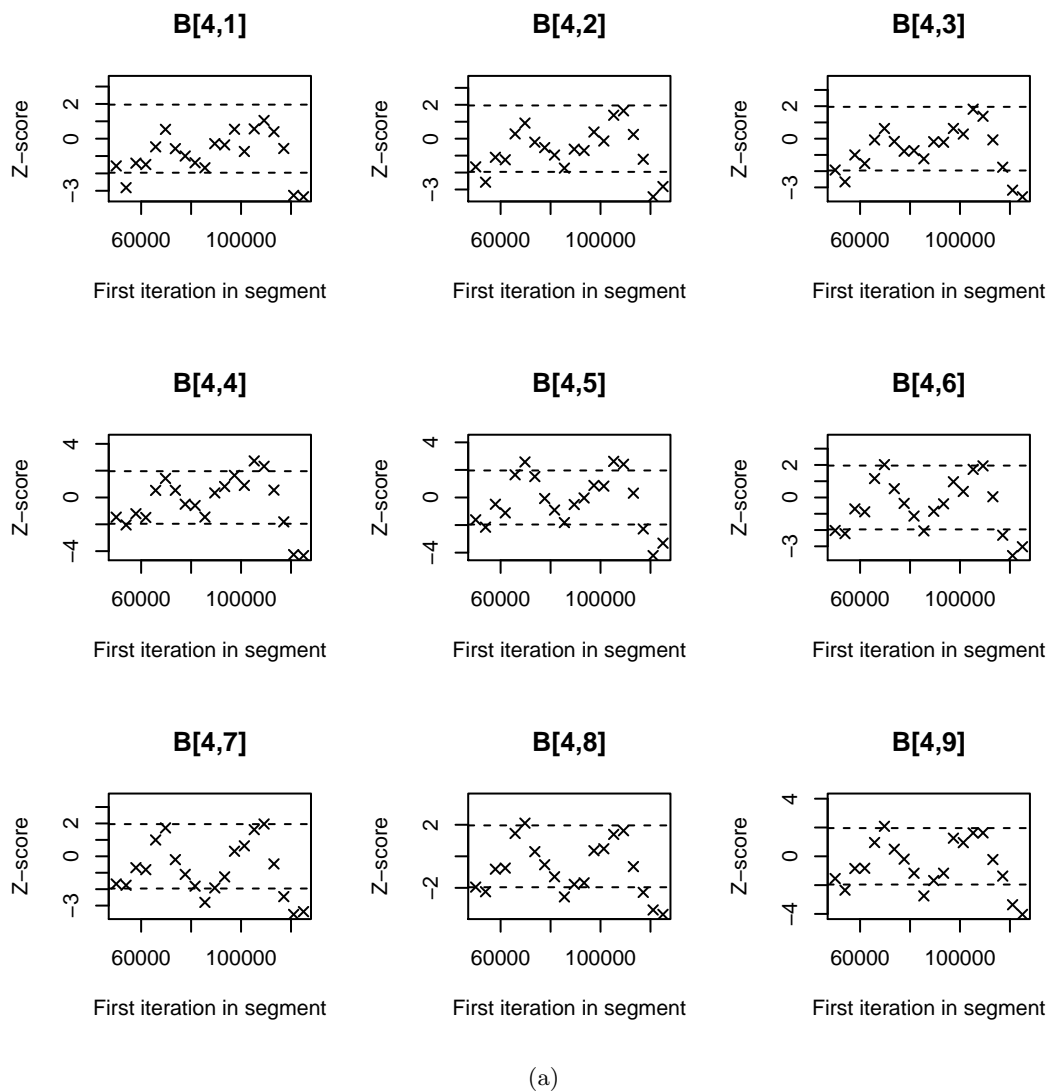 B[4,1] B[4,2] B[4,3]
Z−score 2 0 −3 Z−score 2 0 −3 Z−score 2 0 −3
60000 100000 60000 100000 60000 100000
First iteration in segment First iteration in segment First iteration in segment
B[4,4] B[4,5] B[4,6]
Z−score 4 0 −4 Z−score 4 0 −4 Z−score 2 0 −3
60000 100000 60000 100000 60000 100000
First iteration in segment First iteration in segment First iteration in segment
B[4,7] B[4,8] B[4,9]
Z−score 2 0 −3 Z−score 2 −2 Z−score 4 0 −4
60000 100000 60000 100000 60000 100000
First iteration in segment First iteration in segment First iteration in segment
(a)